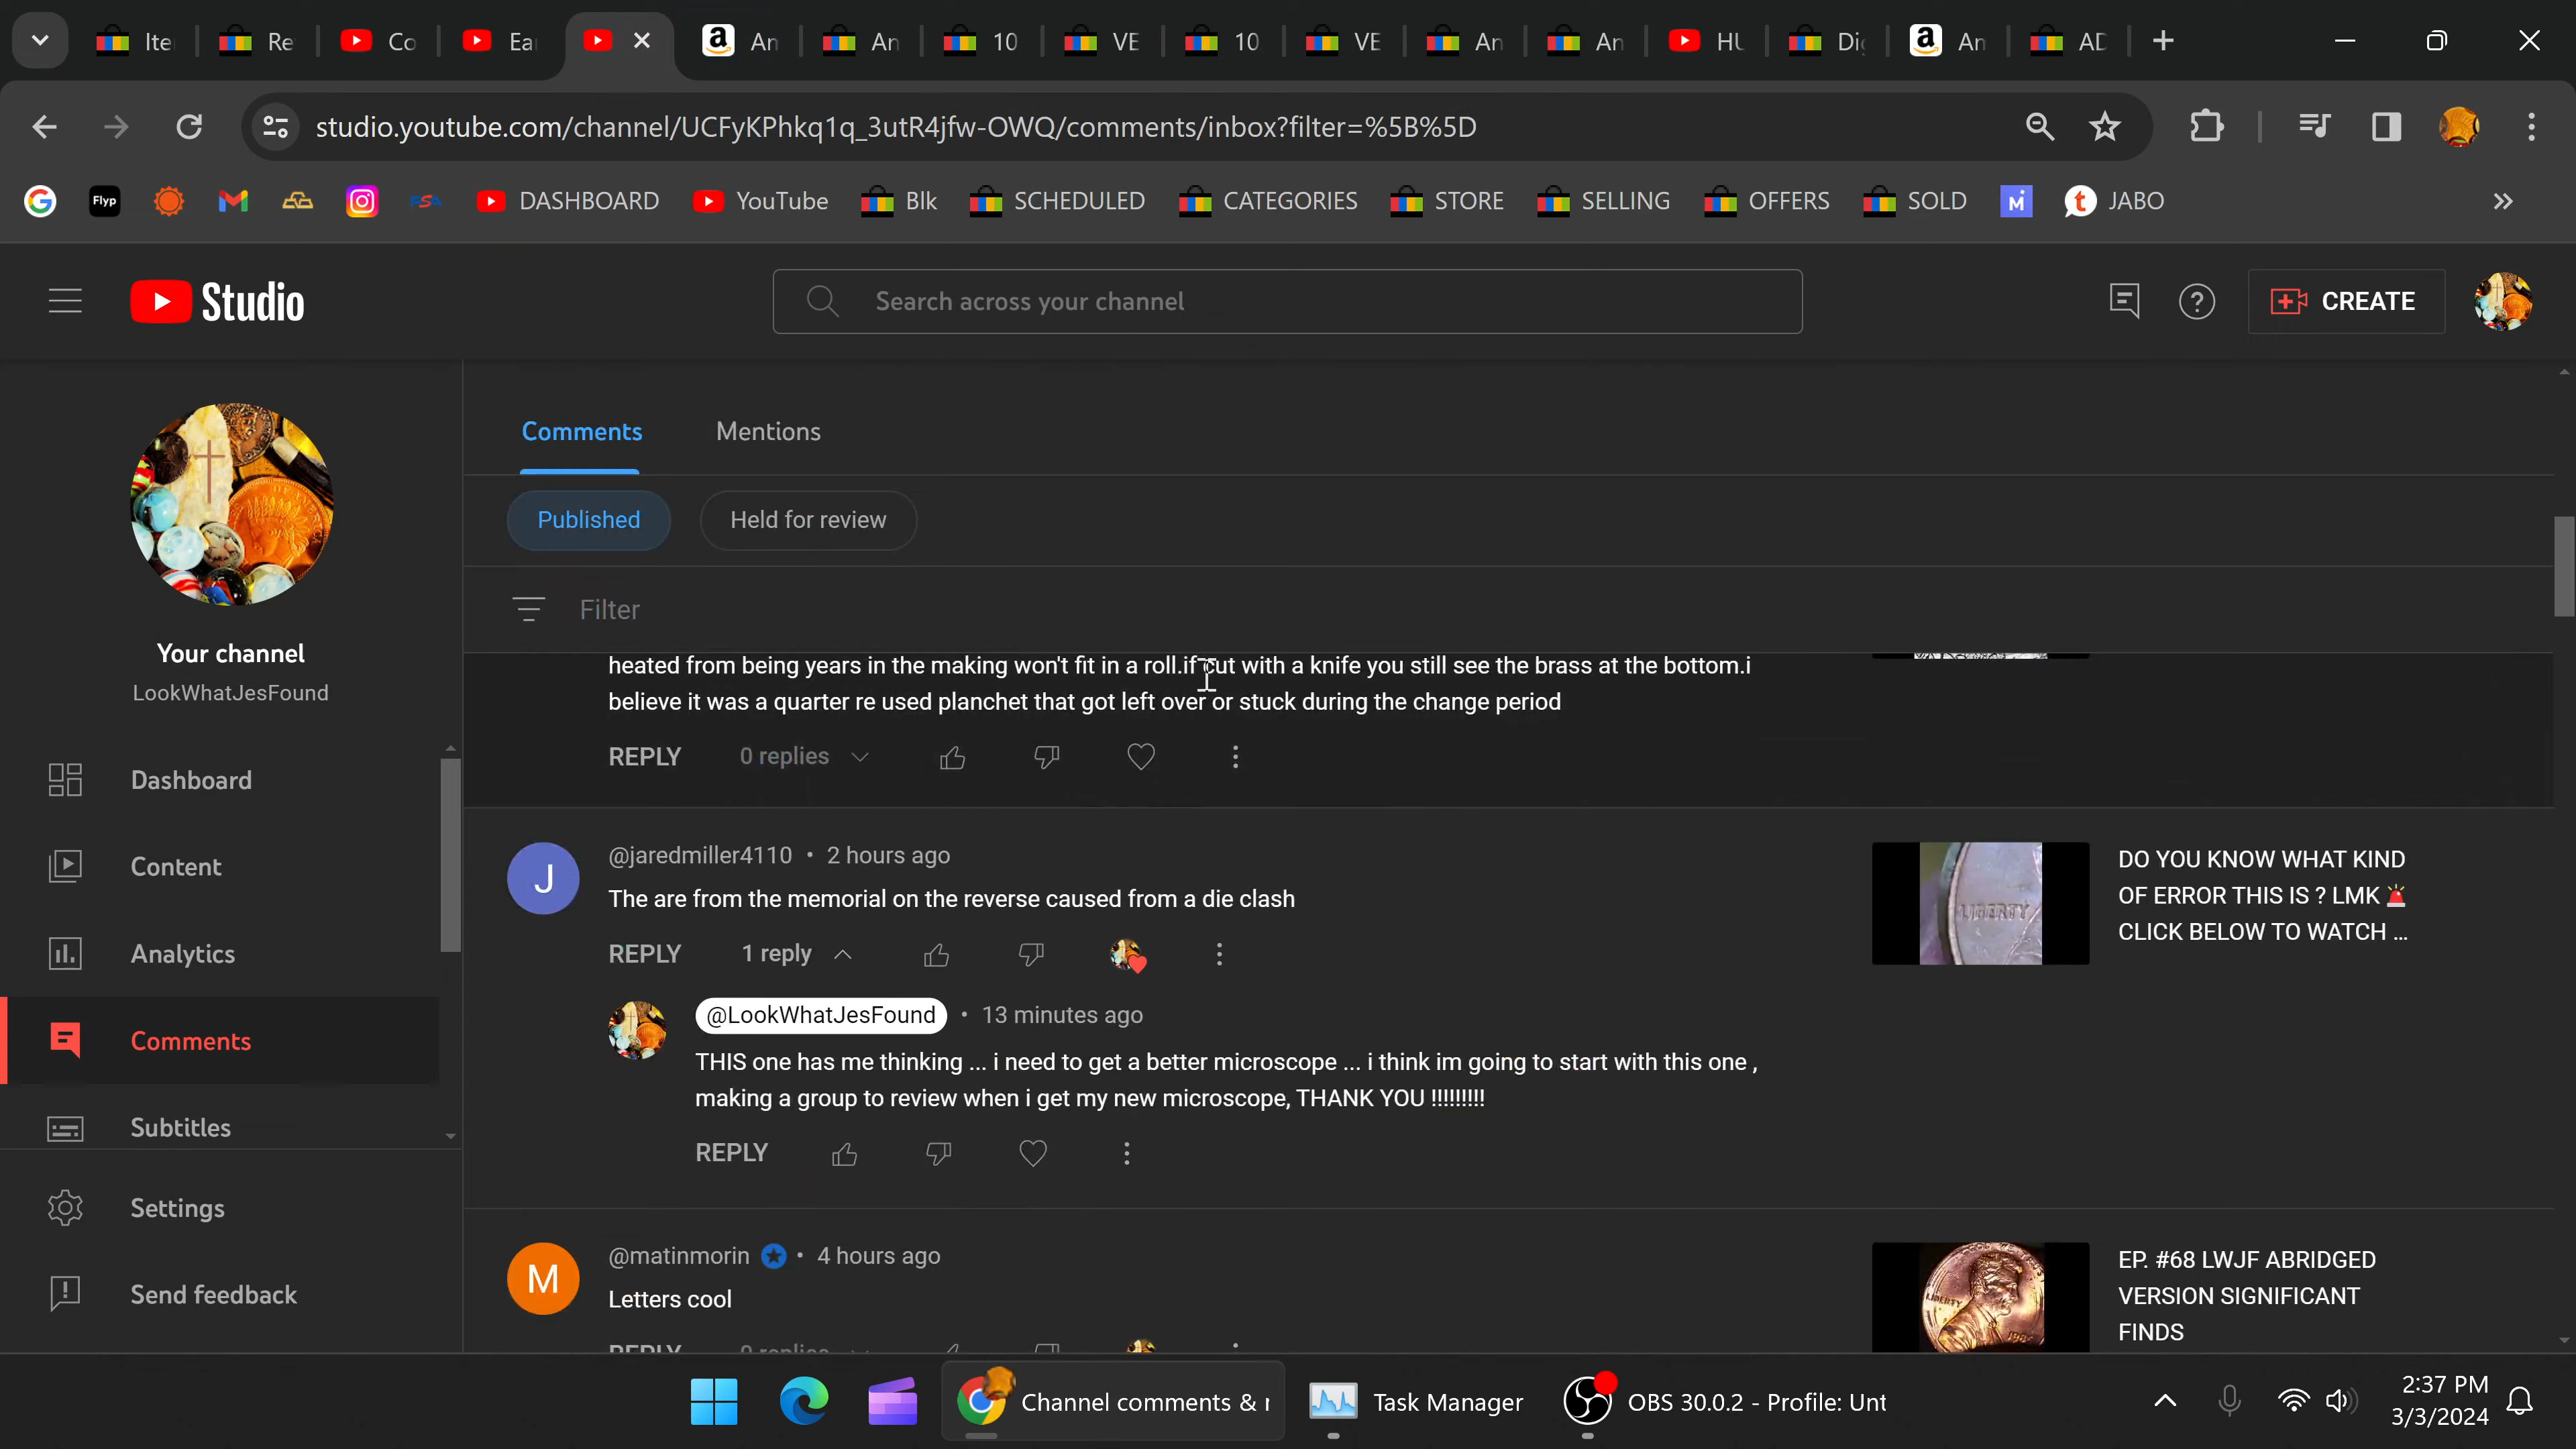 Ite
Re
Co
Ea
An
An
10
VE
10
VE
An
An
HU
Di
An
AD
studio.youtube.com/channel/UCFyKPhkq1q_3utR4jfw-OWQ/comments/inbox?filter=%5B%5D
Flyp
FSA
DASHBOARD
YouTube
Blk
SCHEDULED
CATEGORIES
STORE
SELLING
OFFERS
SOLD
JABO
Studio
Search across your channel
CREATE
Your channel
LookWhatJesFound
Dashboard
Content
Analytics
Comments
Subtitles
Settings
Send feedback
Comments
Mentions
Published
Held for review
Filter
heated from being years in the making won't fit in a roll.if cut with a knife you still see the brass at the bottom.i
believe it was a quarter re used planchet that got left over or stuck during the change period
REPLY
0 replies
@jaredmiller4110 • 2 hours ago
The are from the memorial on the reverse caused from a die clash
REPLY
1 reply
@LookWhatJesFound • 13 minutes ago
THIS one has me thinking ... i need to get a better microscope ... i think im going to start with this one ,
making a group to review when i get my new microscope, THANK YOU !!!!!!!!!
REPLY
DO YOU KNOW WHAT KIND
OF ERROR THIS IS ? LMK 🚨
CLICK BELOW TO WATCH ...
LIBERTY
J
M
@matinmorin • 4 hours ago
Letters cool
REPLY
0 replies
EP. #68 LWJF ABRIDGED
VERSION SIGNIFICANT
FINDS
LIBERTY
Channel comments & r
Task Manager
OBS 30.0.2 - Profile: Unt
2:37 PM
3/3/2024